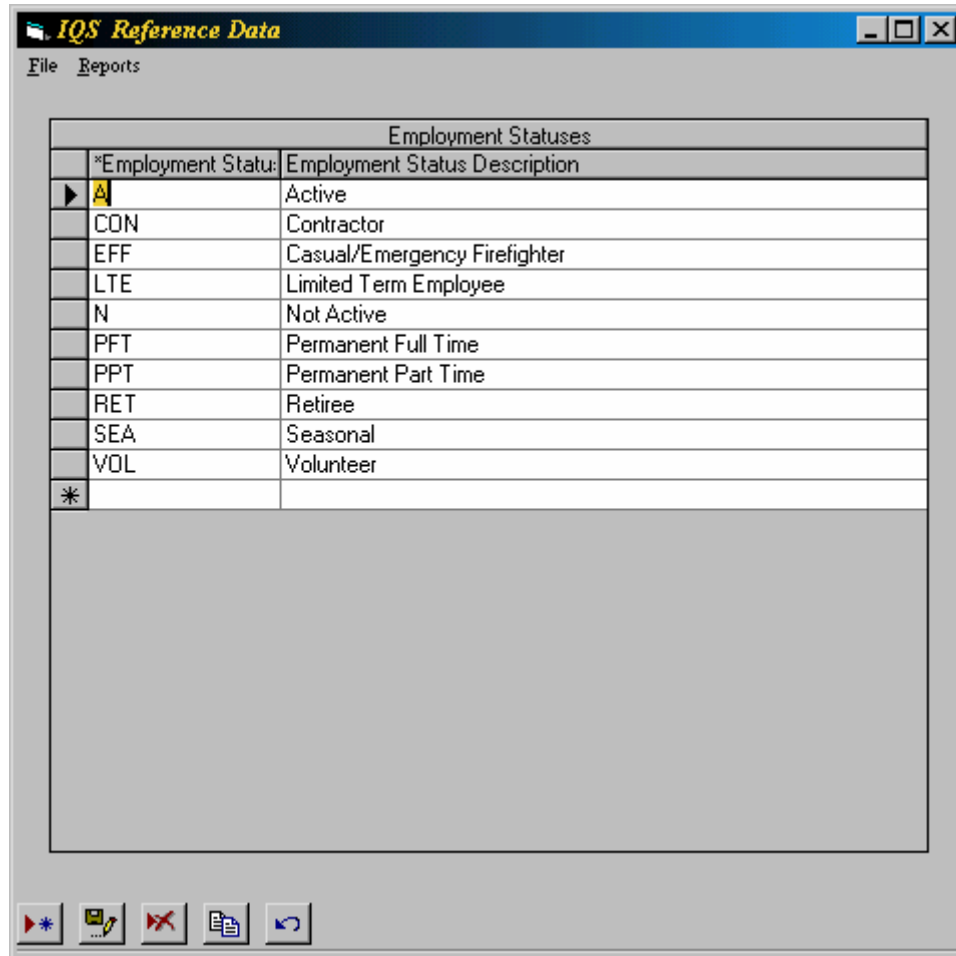 IQS Reference Data
File Reports
Employment Statuses
*Employment Statu: Employment Status Description
A Active
CON Contractor
EFF Casual/Emergency Firefighter
LTE Limited Term Employee
N Not Active
PFT Permanent Full Time
PPT Permanent Part Time
RET Retiree
SEA Seasonal
VOL Volunteer